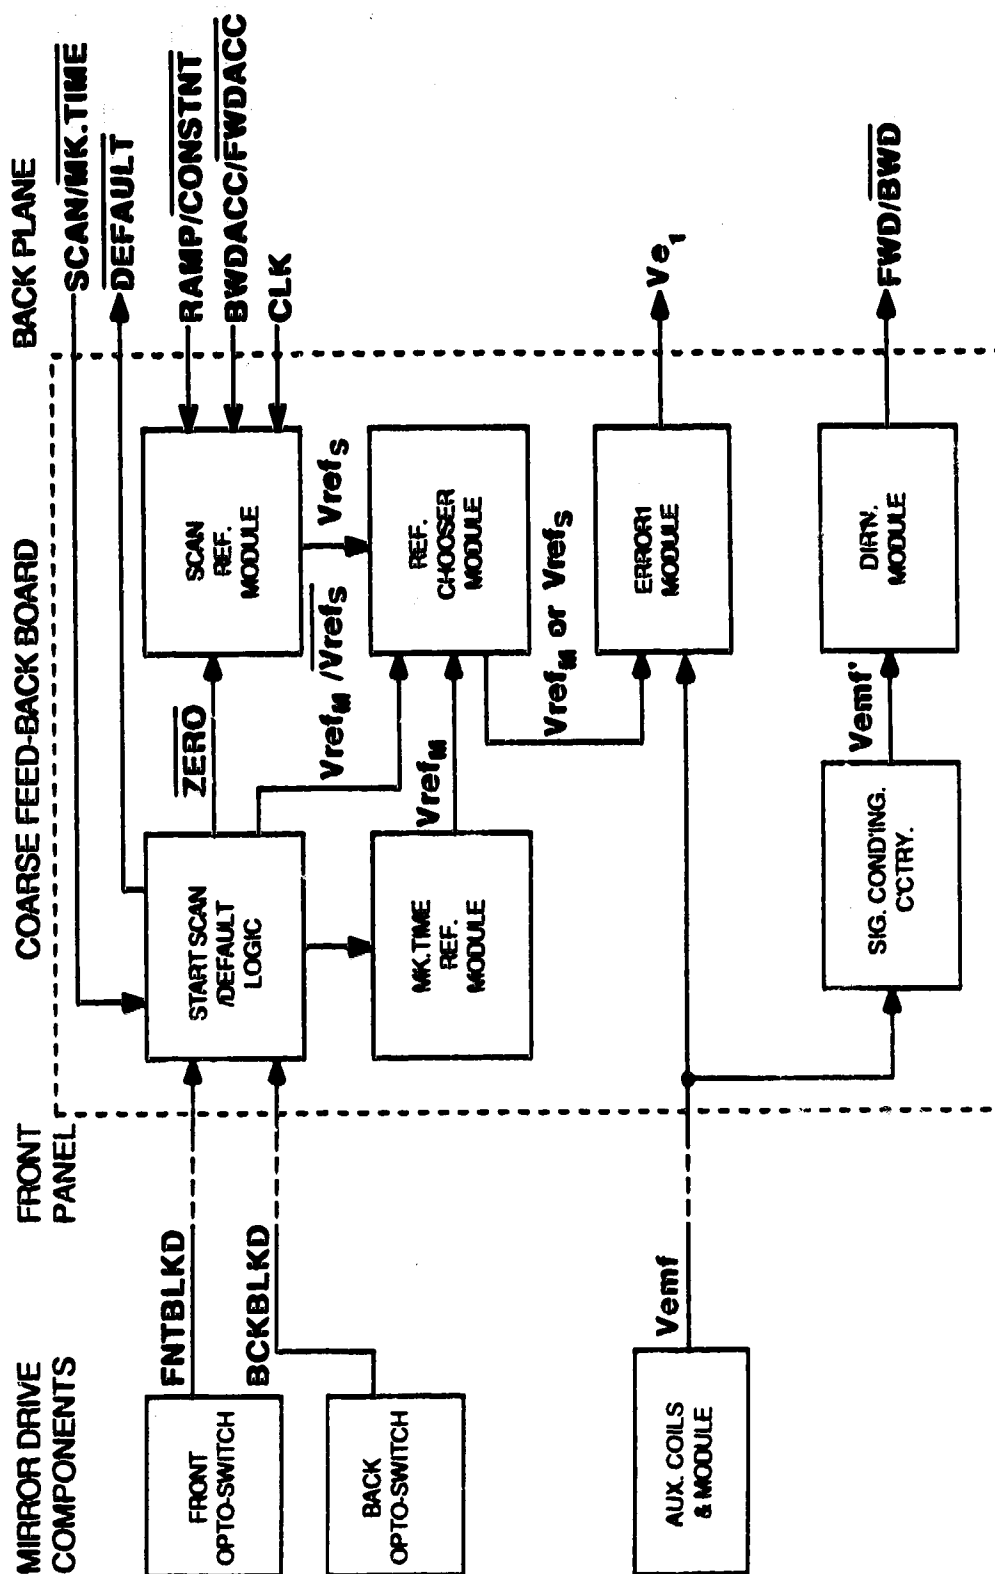 MIRROR DRIVE
COMPONENTS
FRONT
PANEL
COARSE FEED-BACK BOARD
BACK PLANE
SCAN/MK.TIME
DEFAULT
RAMP/CONSTNT
BWDACC/FWDACC
CLK
FRONT
OPTO-SWITCH
FNTBLKD
BACK
OPTO-SWITCH
BCKBLKD
START SCAN
/DEFAULT
LOGIC
ZERO
SCAN
REF.
MODULE
VrefS
VrefM/VrefS
MK.TIME
REF.
MODULE
VrefM
REF.
CHOOSER
MODULE
VrefM or VrefS
AUX. COILS
& MODULE
Vemf
ERROR1
MODULE
Ve1
SIG. COND'ING.
C'CTRY.
Vemf'
DIR'N.
MODULE
FWD/BWD